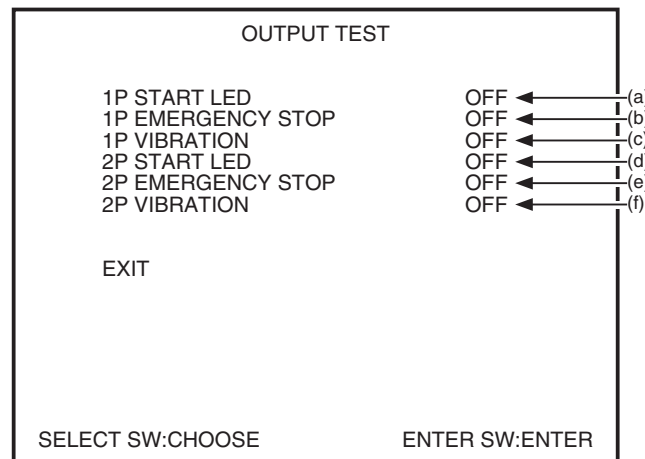 OUTPUT TEST
1P START LED OFF (a)
1P EMERGENCY STOP OFF (b)
1P VIBRATION OFF (c)
2P START LED OFF (d)
2P EMERGENCY STOP OFF (e)
2P VIBRATION OFF (f)
EXIT
SELECT SW:CHOOSE ENTER SW:ENTER